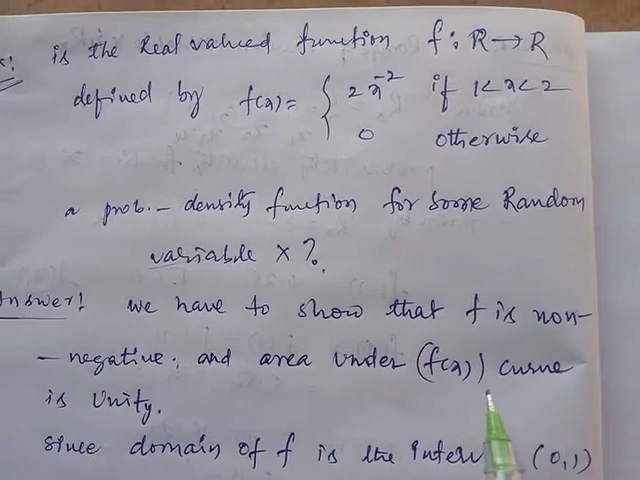 x! is the Real valued function f: R→R
defined by f(x) = { 2x⁻² if 1<x<2
0 otherwise
a prob. - density function for some Random
variable X ?
Answer! we have to show that f is non-
- negative; and area under (f(x)) curve
is Unity.
Since domain of f is the interv (0,1)